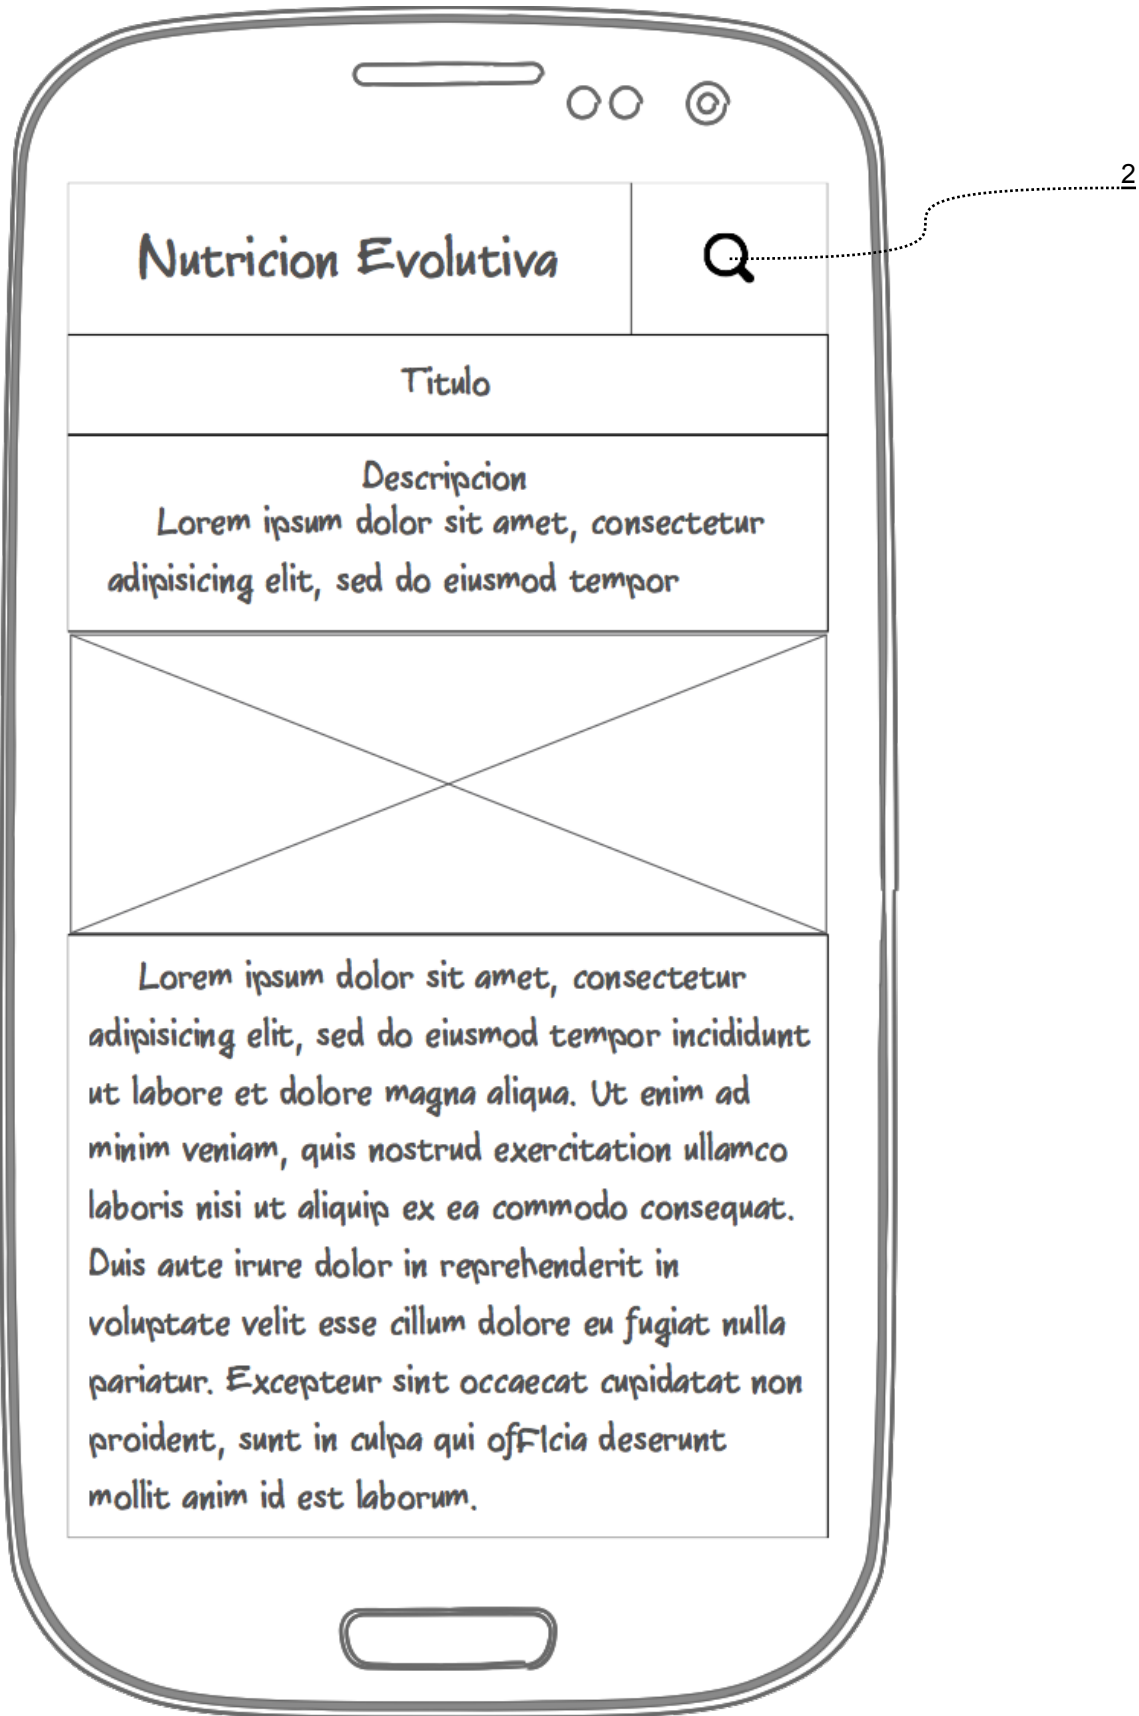 2
Nutricion Evolutiva
Titulo
Descripcion
Lorem ipsum dolor sit amet, consectetur
adipisicing elit, sed do eiusmod tempor
Lorem ipsum dolor sit amet, consectetur
adipisicing elit, sed do eiusmod tempor incididunt
ut labore et dolore magna aliqua. Ut enim ad
minim veniam, quis nostrud exercitation ullamco
laboris nisi ut aliquip ex ea commodo consequat.
Duis aute irure dolor in reprehenderit in
voluptate velit esse cillum dolore eu fugiat nulla
pariatur. Excepteur sint occaecat cupidatat non
proident, sunt in culpa qui ofFIcia deserunt
mollit anim id est laborum.